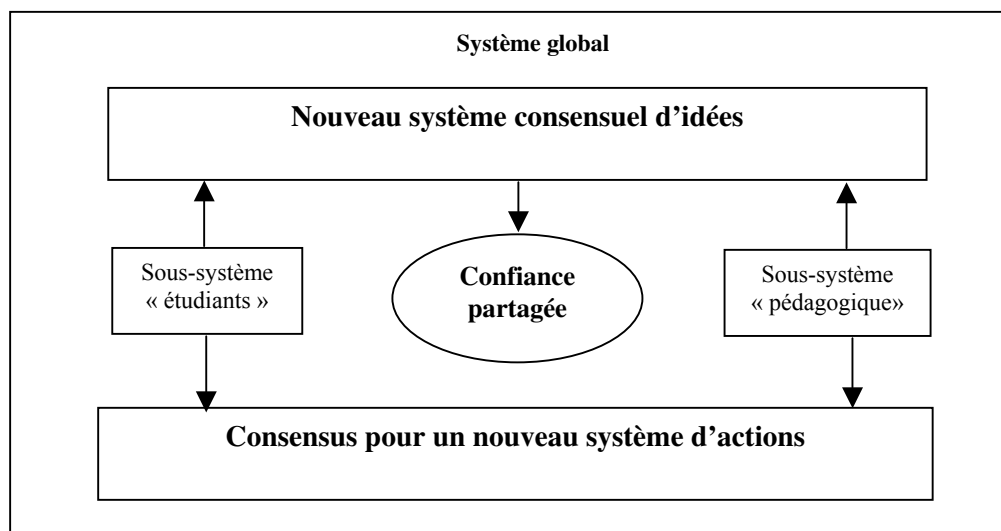 Système global
Nouveau système consensuel d’idées
Sous-système
« étudiants »
Confiance
partagée
Sous-système
« pédagogique»
Consensus pour un nouveau système d’actions